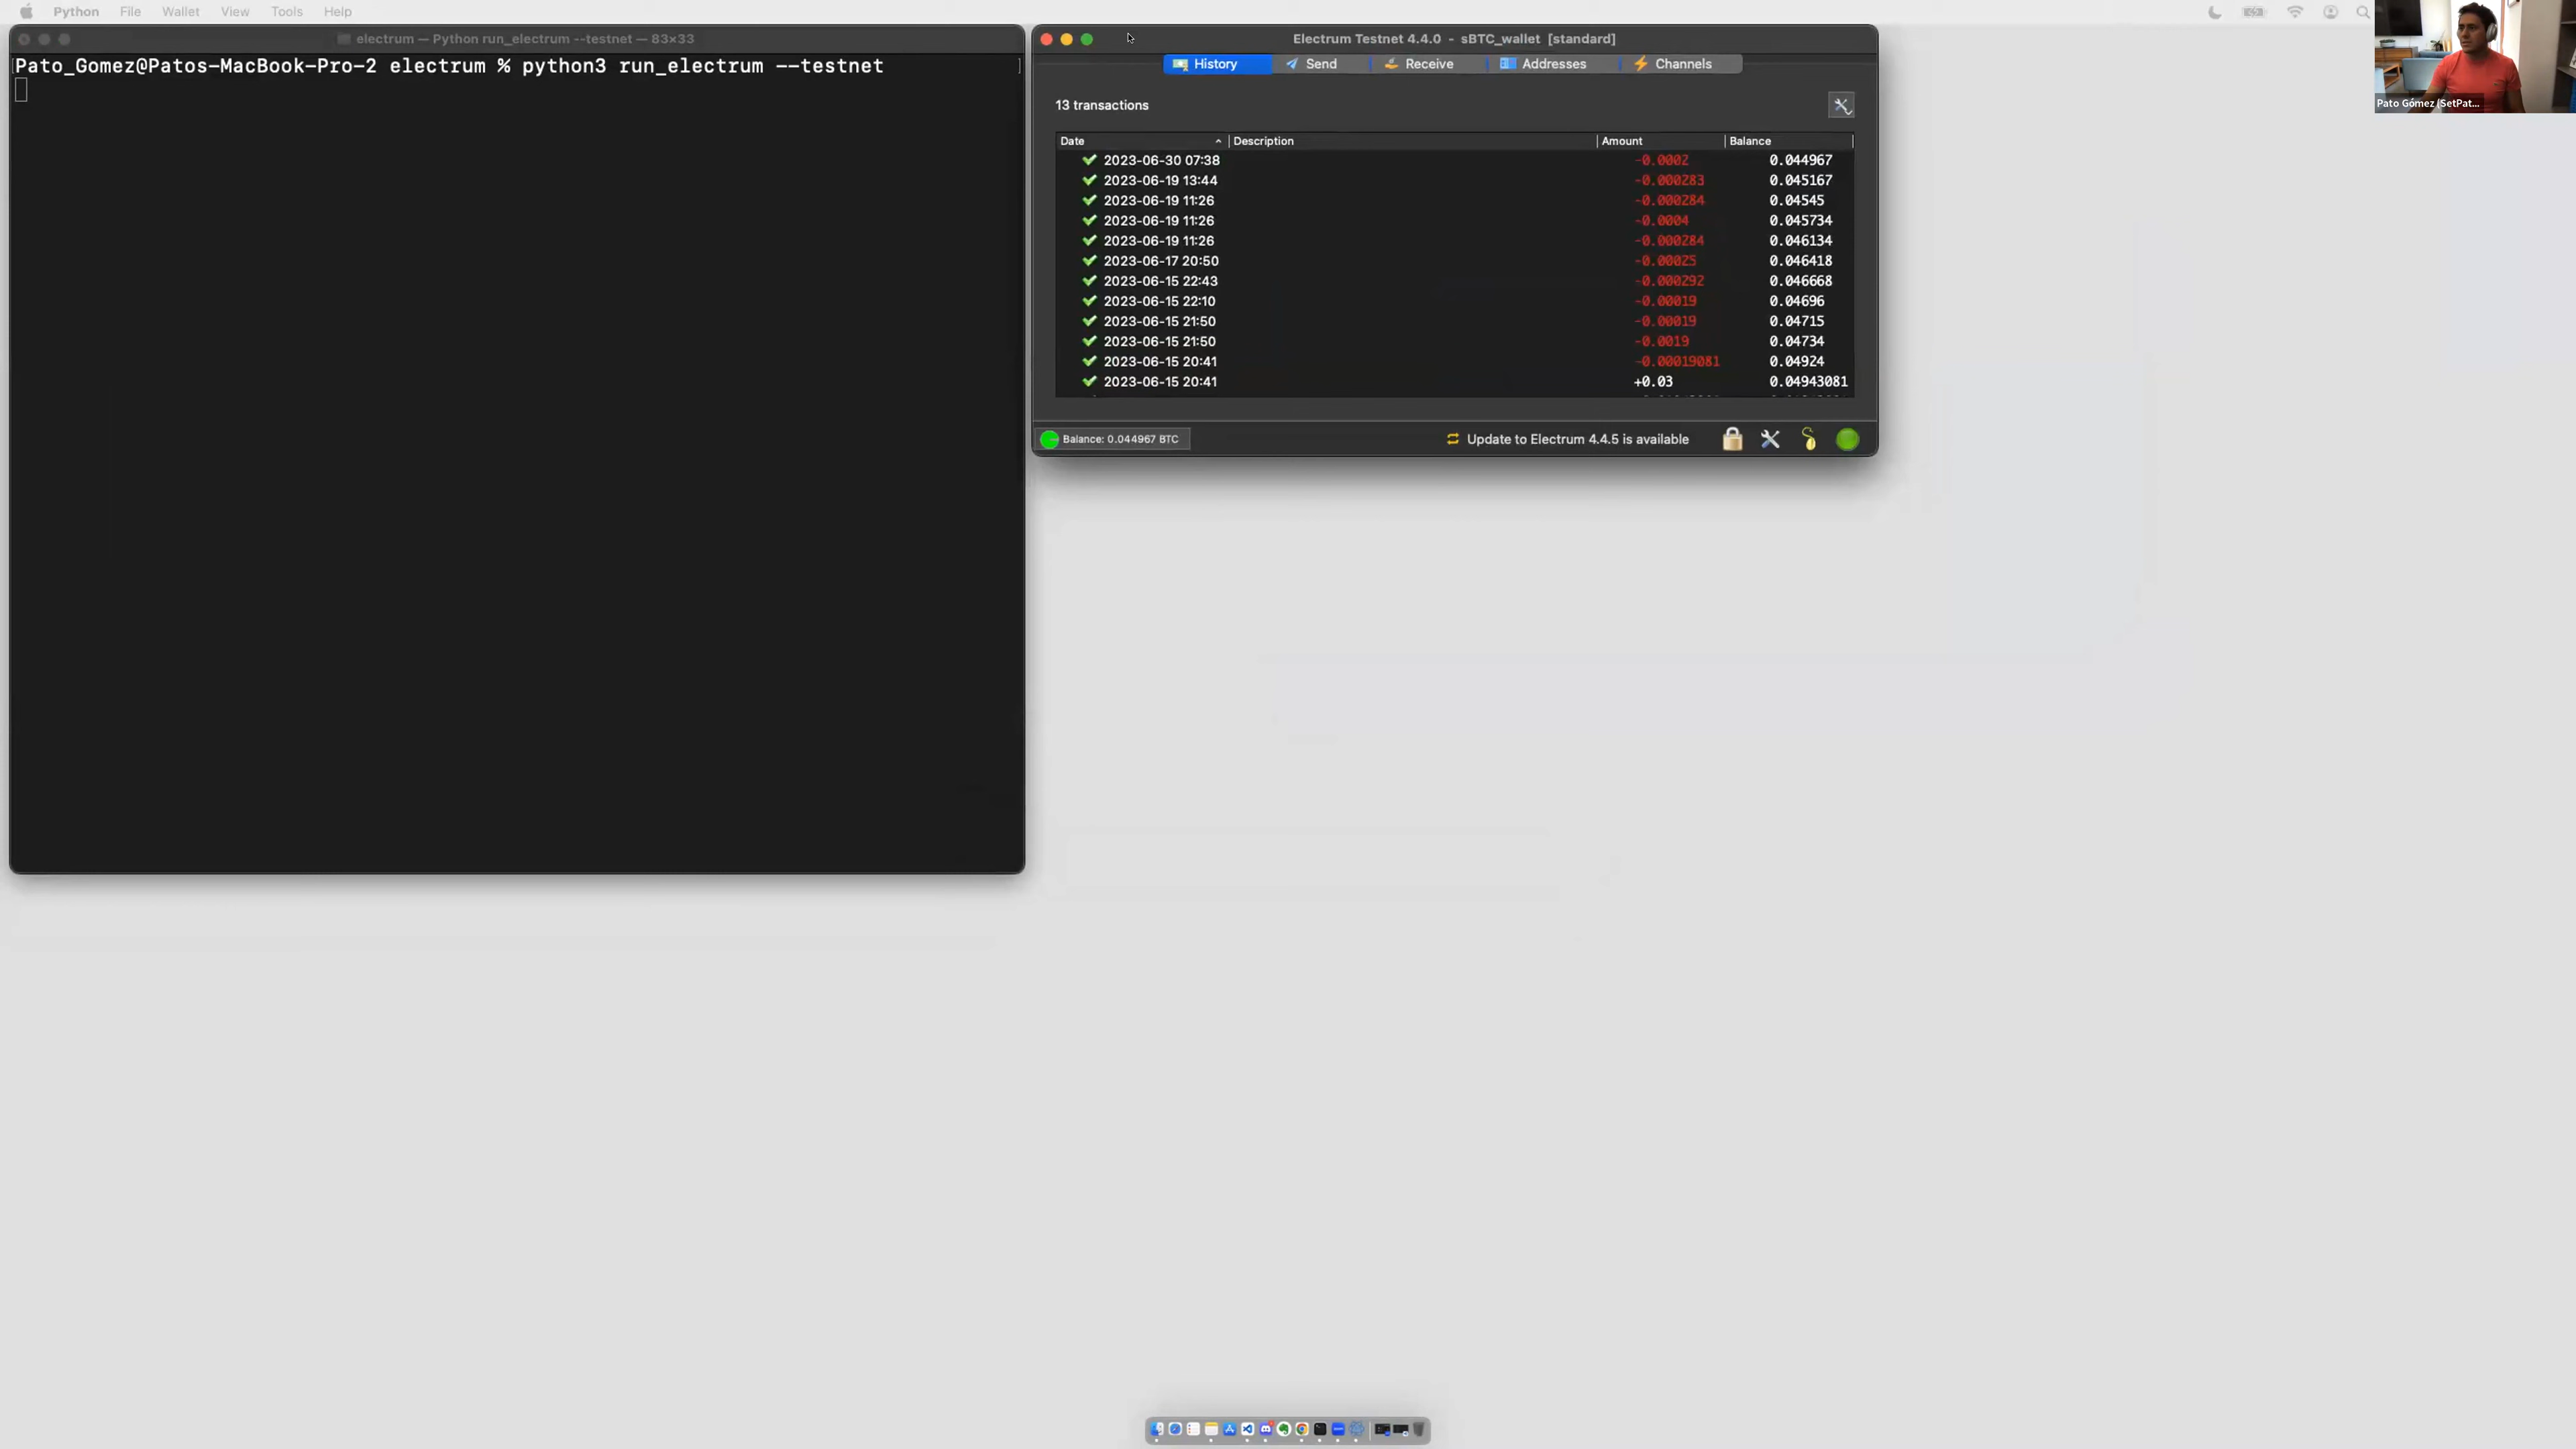 Python File Wallet View Tools Help
electrum — Python run_electrum --testnet — 83×33
Pato_Gomez@Patos-MacBook-Pro-2 electrum % python3 run_electrum --testnet
Electrum Testnet 4.4.0 - sBTC_wallet [standard]
History Send Receive Addresses Channels
13 transactions
Date Description Amount Balance
2023-06-30 07:38 -0.0002 0.044967
2023-06-19 13:44 -0.000283 0.045167
2023-06-19 11:26 -0.000284 0.04545
2023-06-19 11:26 -0.0004 0.045734
2023-06-19 11:26 -0.000284 0.046134
2023-06-17 20:50 -0.00025 0.046418
2023-06-15 22:43 -0.000292 0.046668
2023-06-15 22:10 -0.00019 0.04696
2023-06-15 21:50 -0.00019 0.04715
2023-06-15 21:50 -0.0019 0.04734
2023-06-15 20:41 -0.00019081 0.04924
2023-06-15 20:41 +0.03 0.04943081
Balance: 0.044967 BTC
Update to Electrum 4.4.5 is available
Pato Gómez (SetPat...